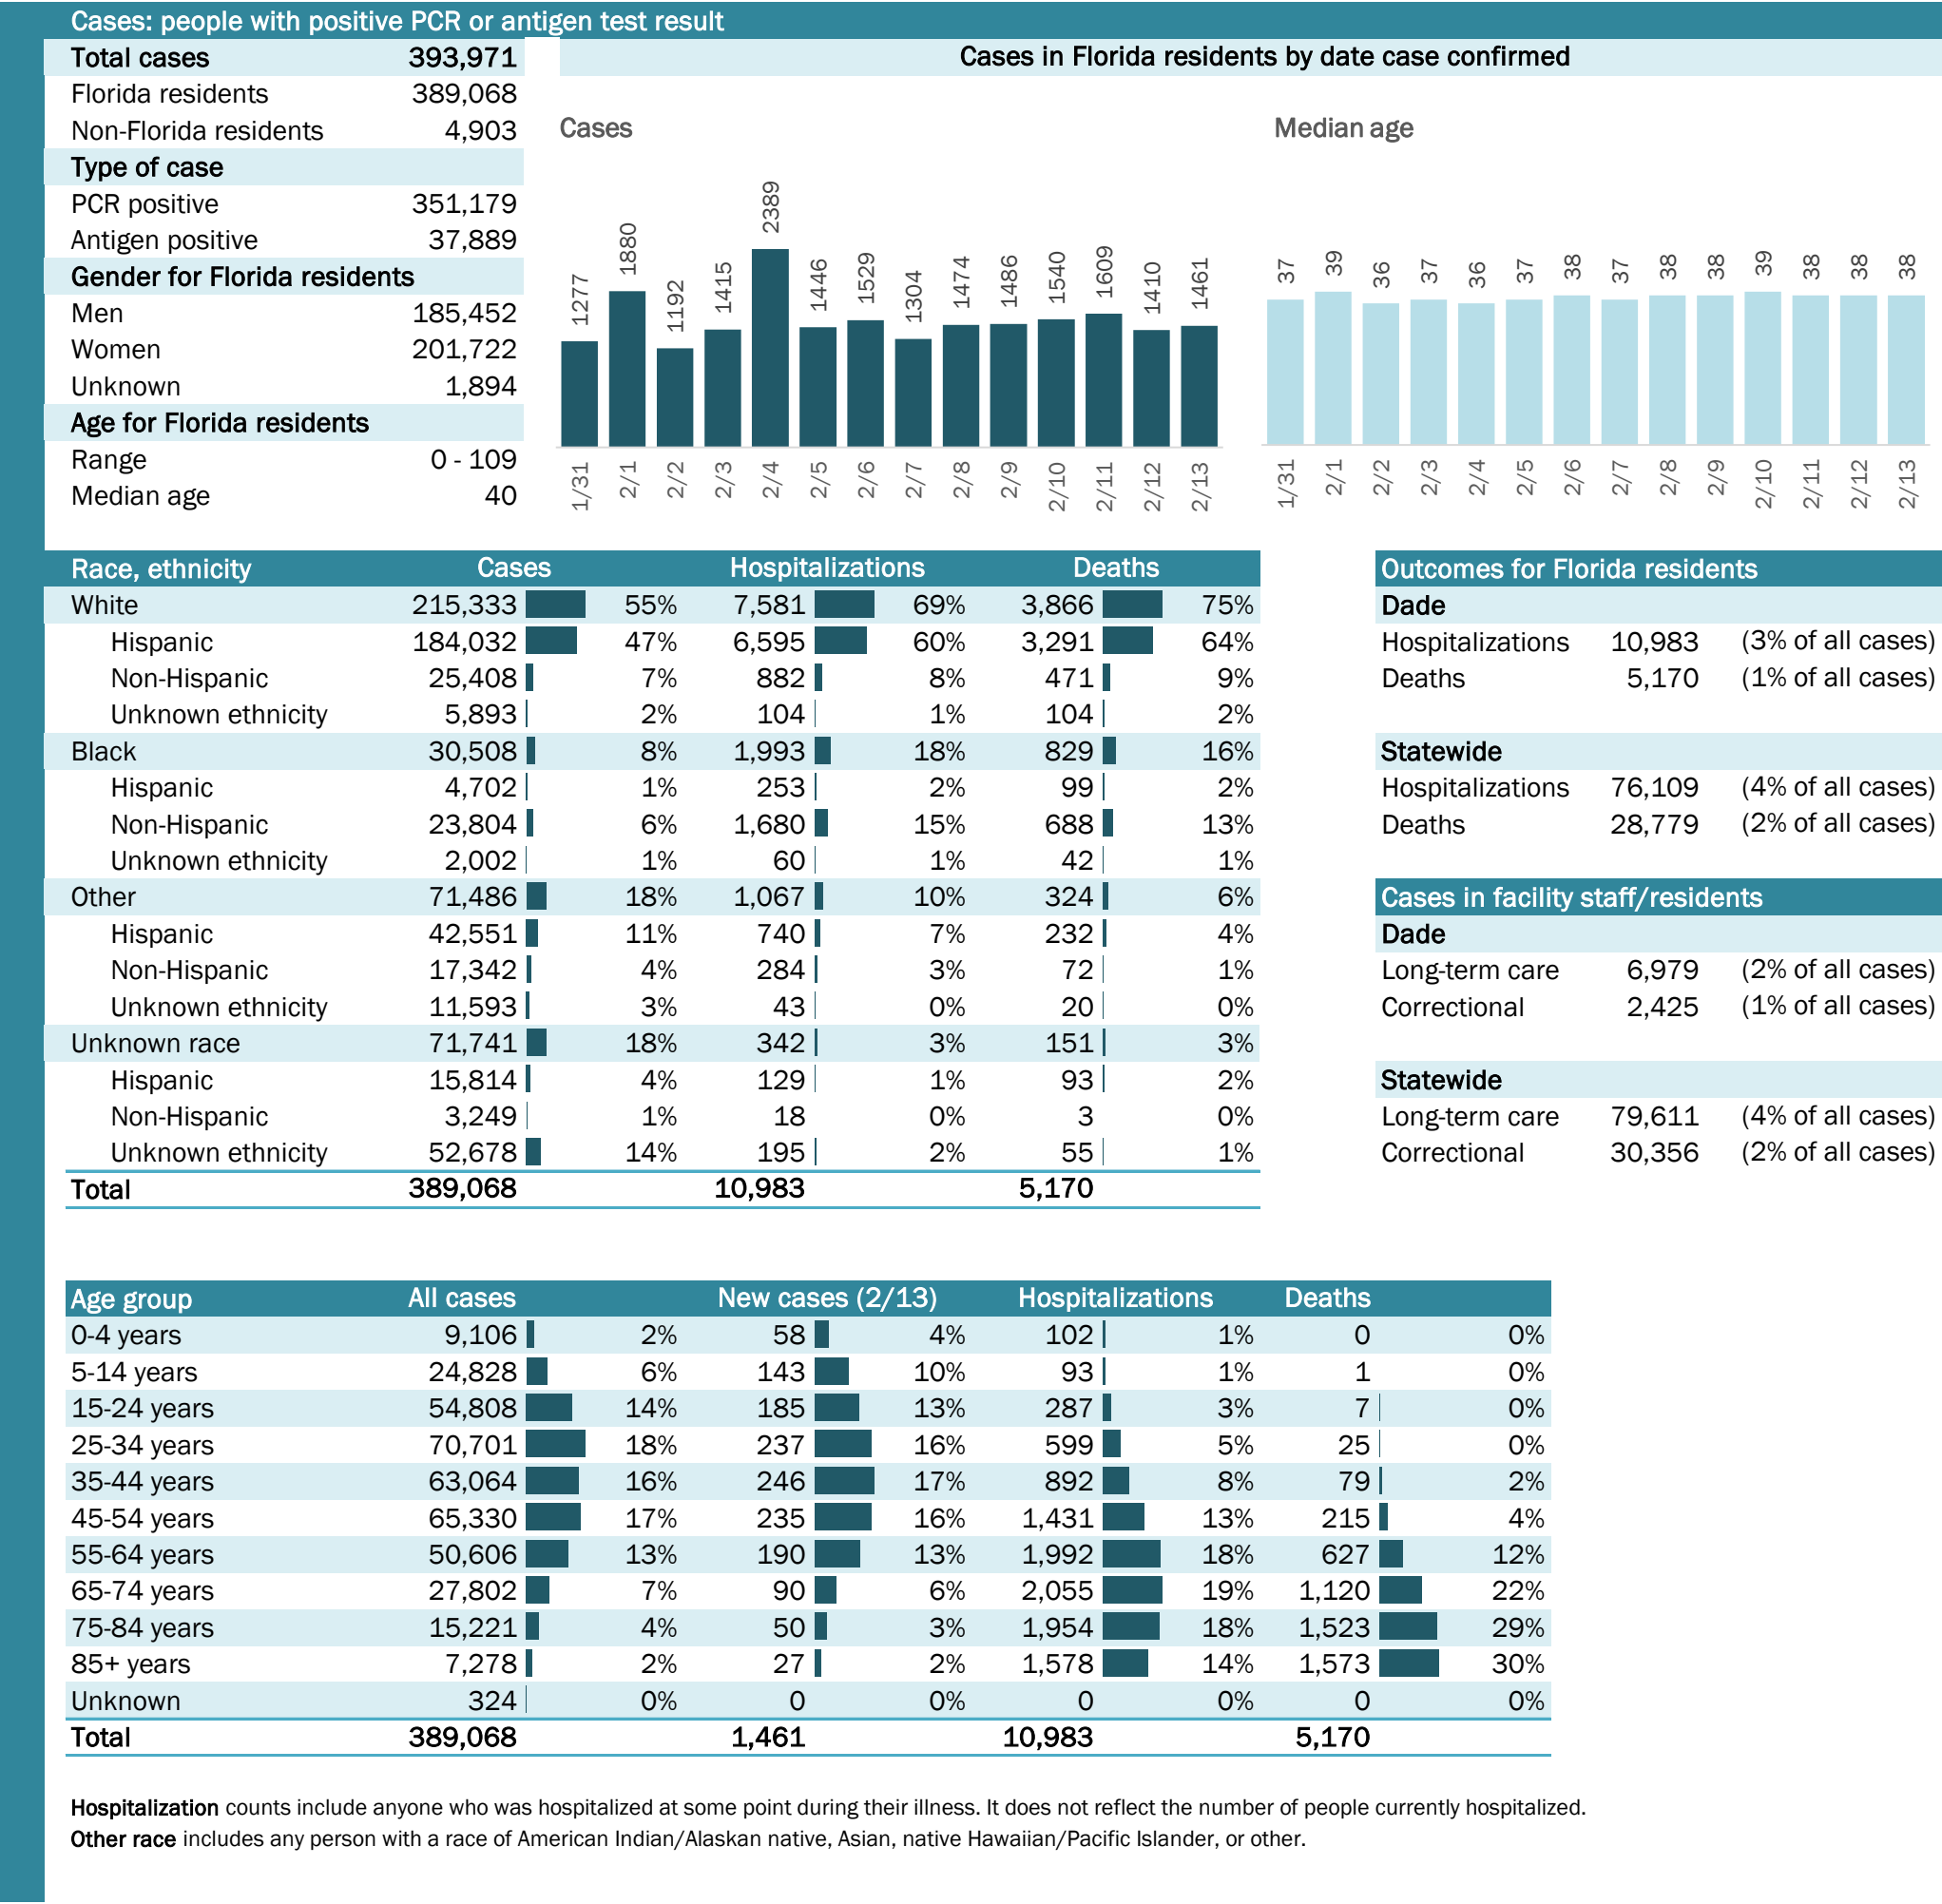 Cases: people with positive PCR or antigen test result
Total cases 393,971
Florida residents 389,068
Non-Florida residents 4,903
Type of case
PCR positive 351,179
Antigen positive 37,889
Gender for Florida residents
Men 185,452
Women 201,722
Unknown 1,894
Age for Florida residents
Range 0 - 109
Median age 40
Cases in Florida residents by date case confirmed
Cases
1277 1880 1192 1415 2389 1446 1529 1304 1474 1486 1540 1609 1410 1461
1/31 2/1 2/2 2/3 2/4 2/5 2/6 2/7 2/8 2/9 2/10 2/11 2/12 2/13
Median age
37 39 36 37 36 37 38 37 38 38 39 38 38 38
1/31 2/1 2/2 2/3 2/4 2/5 2/6 2/7 2/8 2/9 2/10 2/11 2/12 2/13
Race, ethnicity Cases Hospitalizations Deaths
White 215,333 55% 7,581 69% 3,866 75%
Hispanic 184,032 47% 6,595 60% 3,291 64%
Non-Hispanic 25,408 7% 882 8% 471 9%
Unknown ethnicity 5,893 2% 104 1% 104 2%
Black 30,508 8% 1,993 18% 829 16%
Hispanic 4,702 1% 253 2% 99 2%
Non-Hispanic 23,804 6% 1,680 15% 688 13%
Unknown ethnicity 2,002 1% 60 1% 42 1%
Other 71,486 18% 1,067 10% 324 6%
Hispanic 42,551 11% 740 7% 232 4%
Non-Hispanic 17,342 4% 284 3% 72 1%
Unknown ethnicity 11,593 3% 43 0% 20 0%
Unknown race 71,741 18% 342 3% 151 3%
Hispanic 15,814 4% 129 1% 93 2%
Non-Hispanic 3,249 1% 18 0% 3 0%
Unknown ethnicity 52,678 14% 195 2% 55 1%
Total 389,068 10,983 5,170
Outcomes for Florida residents
Dade
Hospitalizations 10,983 (3% of all cases)
Deaths 5,170 (1% of all cases)
Statewide
Hospitalizations 76,109 (4% of all cases)
Deaths 28,779 (2% of all cases)
Cases in facility staff/residents
Dade
Long-term care 6,979 (2% of all cases)
Correctional 2,425 (1% of all cases)
Statewide
Long-term care 79,611 (4% of all cases)
Correctional 30,356 (2% of all cases)
Age group All cases New cases (2/13) Hospitalizations Deaths
0-4 years 9,106 2% 58 4% 102 1% 0 0%
5-14 years 24,828 6% 143 10% 93 1% 1 0%
15-24 years 54,808 14% 185 13% 287 3% 7 0%
25-34 years 70,701 18% 237 16% 599 5% 25 0%
35-44 years 63,064 16% 246 17% 892 8% 79 2%
45-54 years 65,330 17% 235 16% 1,431 13% 215 4%
55-64 years 50,606 13% 190 13% 1,992 18% 627 12%
65-74 years 27,802 7% 90 6% 2,055 19% 1,120 22%
75-84 years 15,221 4% 50 3% 1,954 18% 1,523 29%
85+ years 7,278 2% 27 2% 1,578 14% 1,573 30%
Unknown 324 0% 0 0% 0 0% 0 0%
Total 389,068 1,461 10,983 5,170
Hospitalization counts include anyone who was hospitalized at some point during their illness. It does not reflect the number of people currently hospitalized.
Other race includes any person with a race of American Indian/Alaskan native, Asian, native Hawaiian/Pacific Islander, or other.